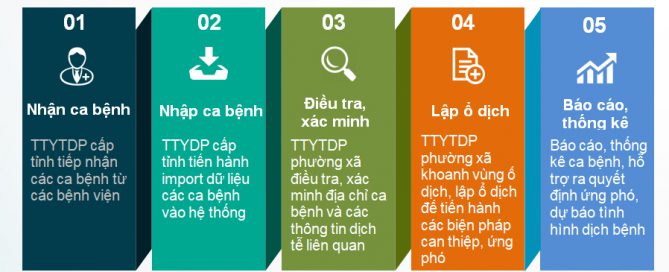 01
Nhận ca bệnh
TTYTDP cấp
tỉnh tiếp nhận
các ca bệnh từ
các bệnh viện
02
Nhập ca bệnh
TTYDP cấp
tỉnh tiến hành
import dữ liệu
các ca bệnh
vào hệ thống
03
Điều tra,
xác minh
TTYTDP
phường xã
điều tra, xác
minh địa chỉ ca
bệnh và các
thông tin dịch
tễ liên quan
04
Lập ổ dịch
TTYTDP
phường xã
khoanh vùng ổ
dịch, lập ổ dịch
để tiến hành
các biện pháp
can thiệp, ứng
phó
05
Báo cáo,
thống kê
Báo cáo, thống
kê ca bệnh, hỗ
trợ ra quyết
định ứng phó,
dự báo tình
hình dịch bệnh